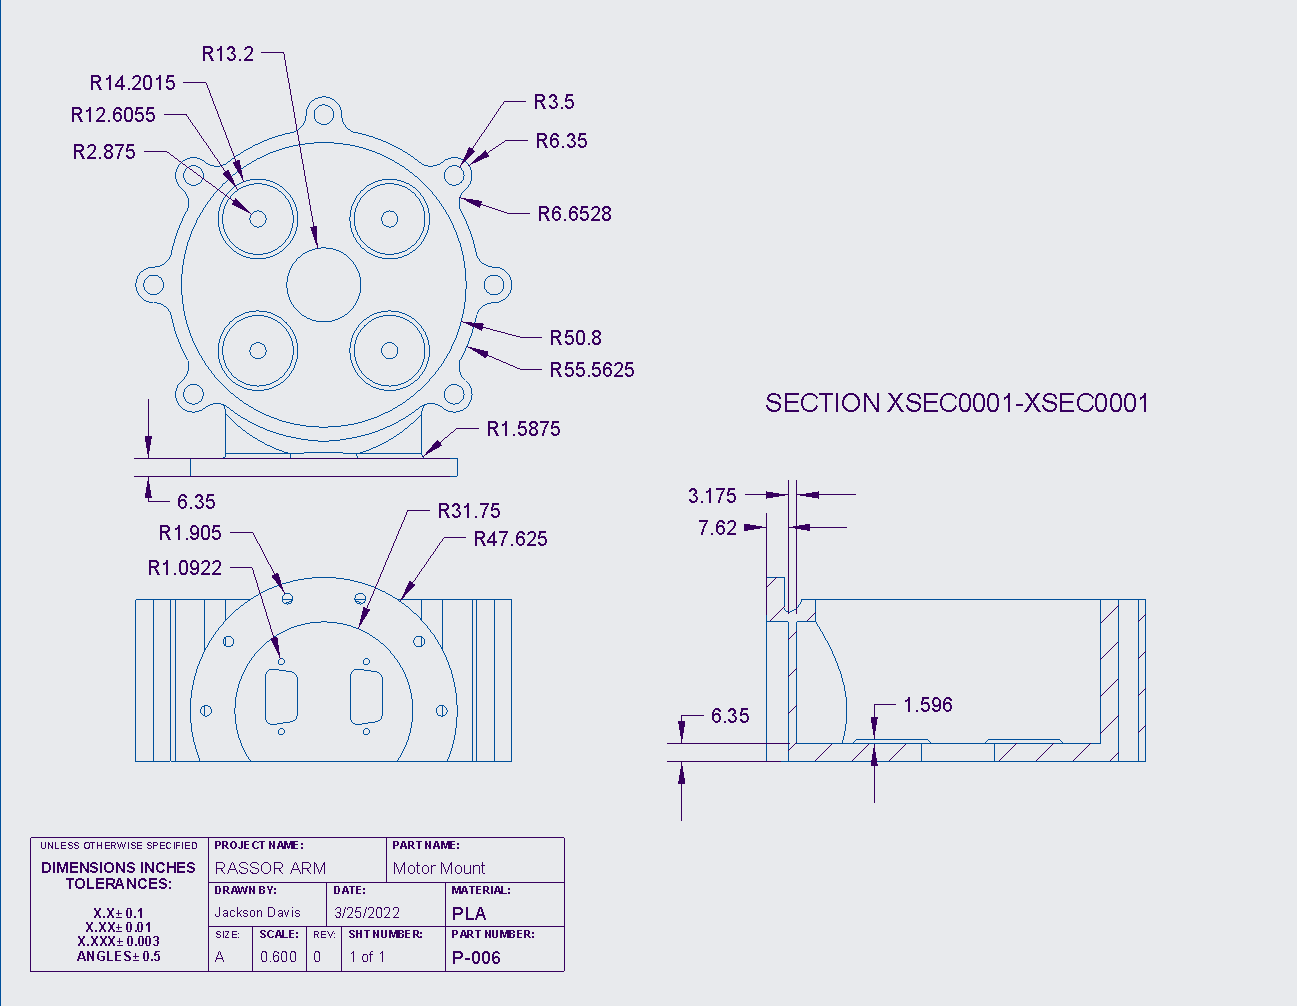 R13.2
R14.2015
R12.6055
R2.875
R3.5
R6.35
R6.6528
R50.8
R55.5625
R1.5875
6.35
SECTION XSEC0001-XSEC0001
R1.905
R1.0922
R31.75
R47.625
3.175
7.62
6.35
1.596
UNLESS OTHERWISE SPECIFIED
DIMENSIONS INCHES
TOLERANCES:
X.X± 0.1
X.XX± 0.01
X.XXX± 0.003
ANGLES± 0.5
PROJECT NAME:
RASSOR ARM
PART NAME:
Motor Mount
DRAWN BY:
Jackson Davis
DATE:
3/25/2022
MATERIAL:
PLA
SIZE:
A
SCALE:
0.600
REV:
0
SHT NUMBER:
1 of 1
PART NUMBER:
P-006